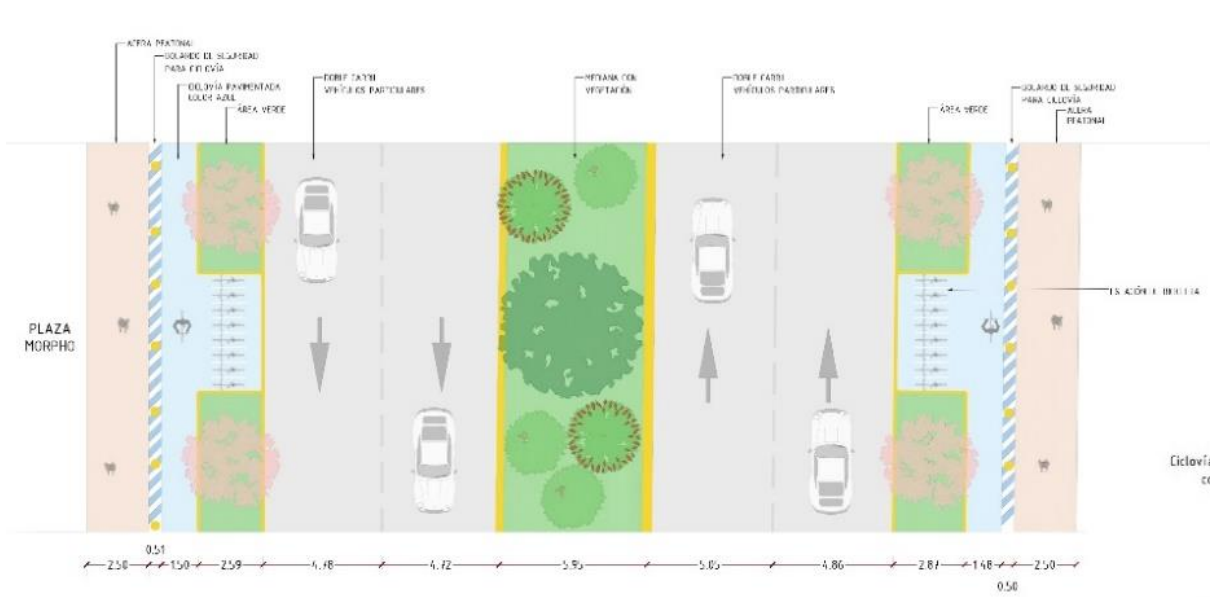 ACERA PEATONAL
BOLARDO DE SEGURIDAD
PARA CICLOVÍA
CICLOVÍA PAVIMENTADA
COLOR AZUL
ÁREA VERDE
DOBLE CARRIL
VEHÍCULOS PARTICULARES
MEDIANA CON
VEGETACIÓN
DOBLE CARRIL
VEHÍCULOS PARTICULARES
ÁREA VERDE
BOLARDO DE SEGURIDAD
PARA CICLOVÍA
ACERA
PEATONAL
PLAZA
MORPHO
Ciclovía
2.50
0.51
1.50
2.59
4.78
4.72
5.95
5.05
4.86
2.87
1.48
0.50
2.50